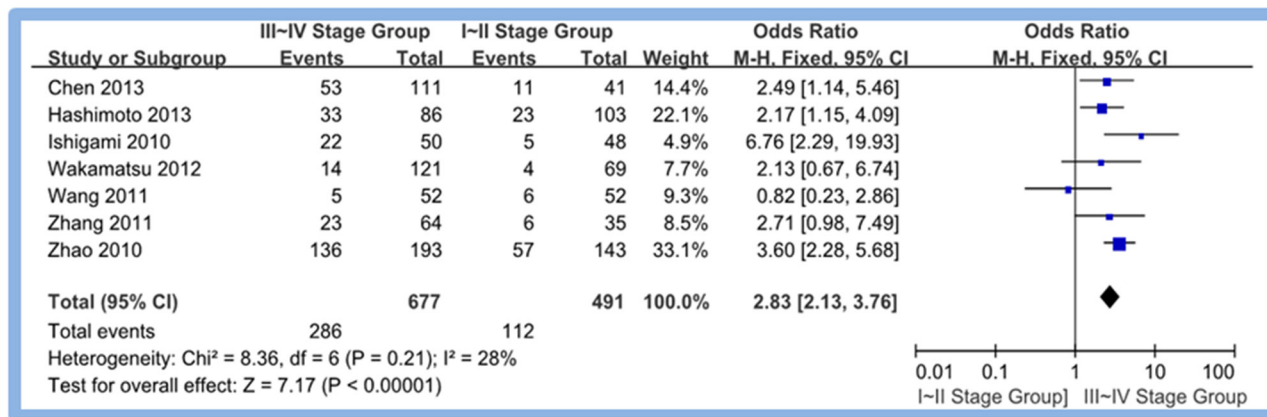 III~IV Stage Group I~II Stage Group Odds Ratio Odds Ratio
Study or Subgroup Events Total Events Total Weight M-H, Fixed, 95% CI M-H, Fixed, 95% CI
Chen 2013 53 111 11 41 14.4% 2.49 [1.14, 5.46]
Hashimoto 2013 33 86 23 103 22.1% 2.17 [1.15, 4.09]
Ishigami 2010 22 50 5 48 4.9% 6.76 [2.29, 19.93]
Wakamatsu 2012 14 121 4 69 7.7% 2.13 [0.67, 6.74]
Wang 2011 5 52 6 52 9.3% 0.82 [0.23, 2.86]
Zhang 2011 23 64 6 35 8.5% 2.71 [0.98, 7.49]
Zhao 2010 136 193 57 143 33.1% 3.60 [2.28, 5.68]
Total (95% CI) 677 491 100.0% 2.83 [2.13, 3.76]
Total events 286 112
Heterogeneity: Chi² = 8.36, df = 6 (P = 0.21); I² = 28%
Test for overall effect: Z = 7.17 (P < 0.00001)
0.01 0.1 1 10 100
I~II Stage Group] III~IV Stage Group